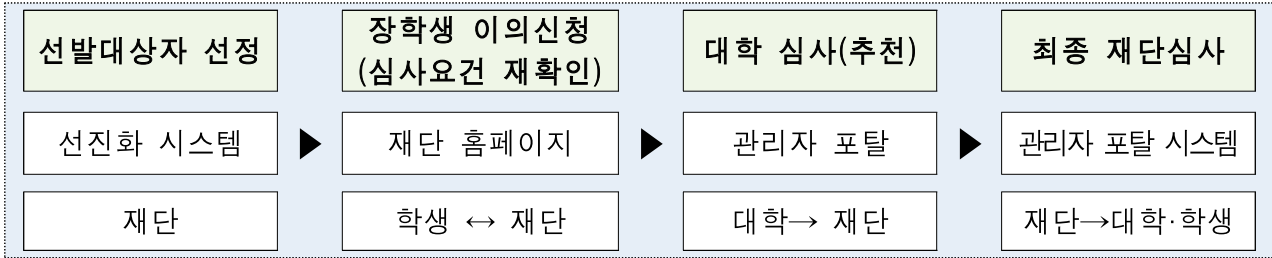 선발대상자 선정
장학생 이의신청
(심사요건 재확인)
대학 심사(추천)
최종 재단심사
선진화 시스템
▶
재단 홈페이지
▶
관리자 포탈
▶
관리자 포탈 시스템
재단
학생 ↔ 재단
대학→ 재단
재단→대학·학생